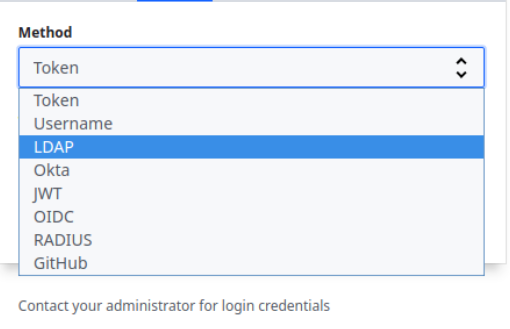 Method
Token
Token
Username
LDAP
Okta
JWT
OIDC
RADIUS
GitHub
Contact your administrator for login credentials